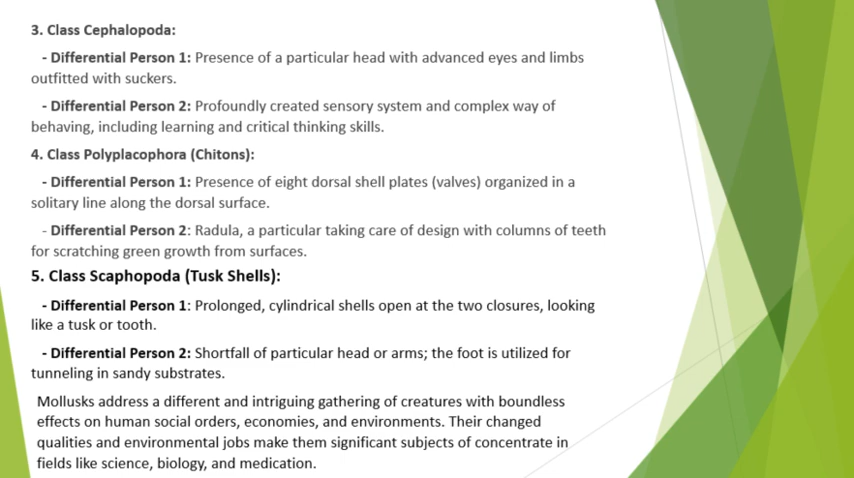 3. Class Cephalopoda:
- Differential Person 1: Presence of a particular head with advanced eyes and limbs
outfitted with suckers.
- Differential Person 2: Profoundly created sensory system and complex way of
behaving, including learning and critical thinking skills.
4. Class Polyplacophora (Chitons):
- Differential Person 1: Presence of eight dorsal shell plates (valves) organized in a
solitary line along the dorsal surface.
- Differential Person 2: Radula, a particular taking care of design with columns of teeth
for scratching green growth from surfaces.
5. Class Scaphopoda (Tusk Shells):
- Differential Person 1: Prolonged, cylindrical shells open at the two closures, looking
like a tusk or tooth.
- Differential Person 2: Shortfall of particular head or arms; the foot is utilized for
tunneling in sandy substrates.
Mollusks address a different and intriguing gathering of creatures with boundless
effects on human social orders, economies, and environments. Their changed
qualities and environmental jobs make them significant subjects of concentrate in
fields like science, biology, and medication.